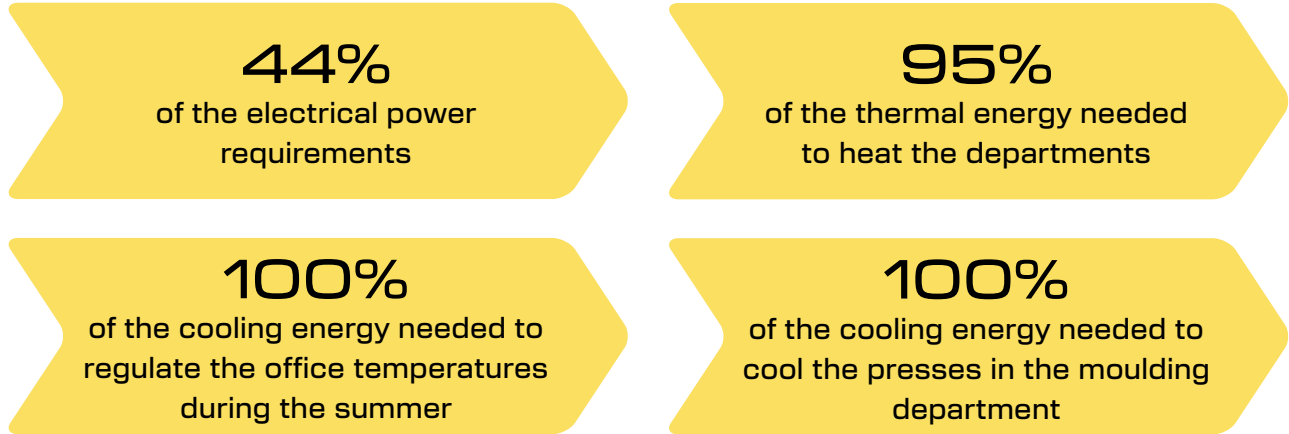 44%
of the electrical power
requirements
95%
of the thermal energy needed
to heat the departments
100%
of the cooling energy needed to
regulate the office temperatures
during the summer
100%
of the cooling energy needed to
cool the presses in the moulding
department